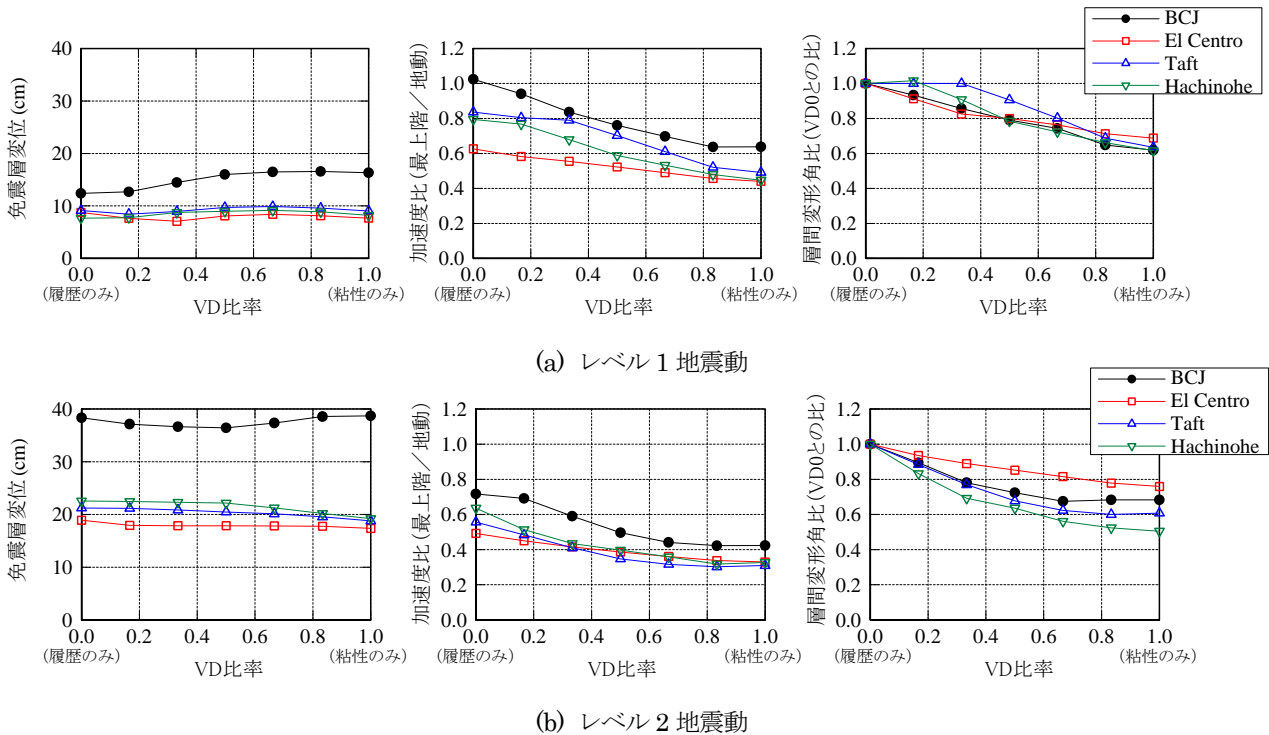 BCJ
El Centro
Taft
Hachinohe
免震層変位 (cm)
40
30
20
10
0
0.0 0.2 0.4 0.6 0.8 1.0
(履歴のみ) (粘性のみ)
VD比率
加速度比 (最上階／地動)
1.2
1.0
0.8
0.6
0.4
0.2
0.0
0.0 0.2 0.4 0.6 0.8 1.0
(履歴のみ) (粘性のみ)
VD比率
層間変形角比 (VD0との比)
1.2
1.0
0.8
0.6
0.4
0.2
0.0
0.0 0.2 0.4 0.6 0.8 1.0
(履歴のみ) (粘性のみ)
VD比率
(a) レベル 1 地震動
BCJ
El Centro
Taft
Hachinohe
免震層変位 (cm)
40
30
20
10
0
0.0 0.2 0.4 0.6 0.8 1.0
(履歴のみ) (粘性のみ)
VD比率
加速度比 (最上階／地動)
1.2
1.0
0.8
0.6
0.4
0.2
0.0
0.0 0.2 0.4 0.6 0.8 1.0
(履歴のみ) (粘性のみ)
VD比率
層間変形角比 (VD0との比)
1.2
1.0
0.8
0.6
0.4
0.2
0.0
0.0 0.2 0.4 0.6 0.8 1.0
(履歴のみ) (粘性のみ)
VD比率
(b) レベル 2 地震動